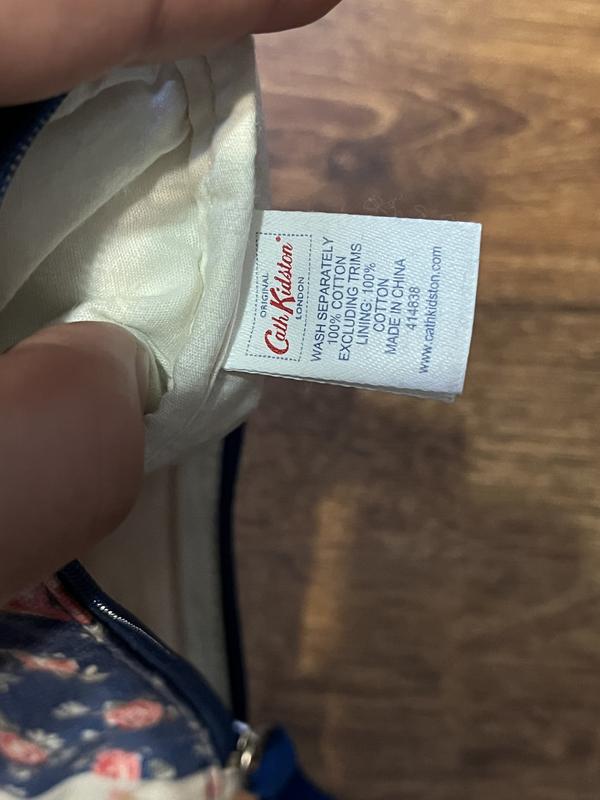 ORIGINAL
Cath Kidston®
LONDON
WASH SEPARATELY
100% COTTON
EXCLUDING TRIMS
LINING: 100%
COTTON
MADE IN CHINA
414838
www.cathkidston.com